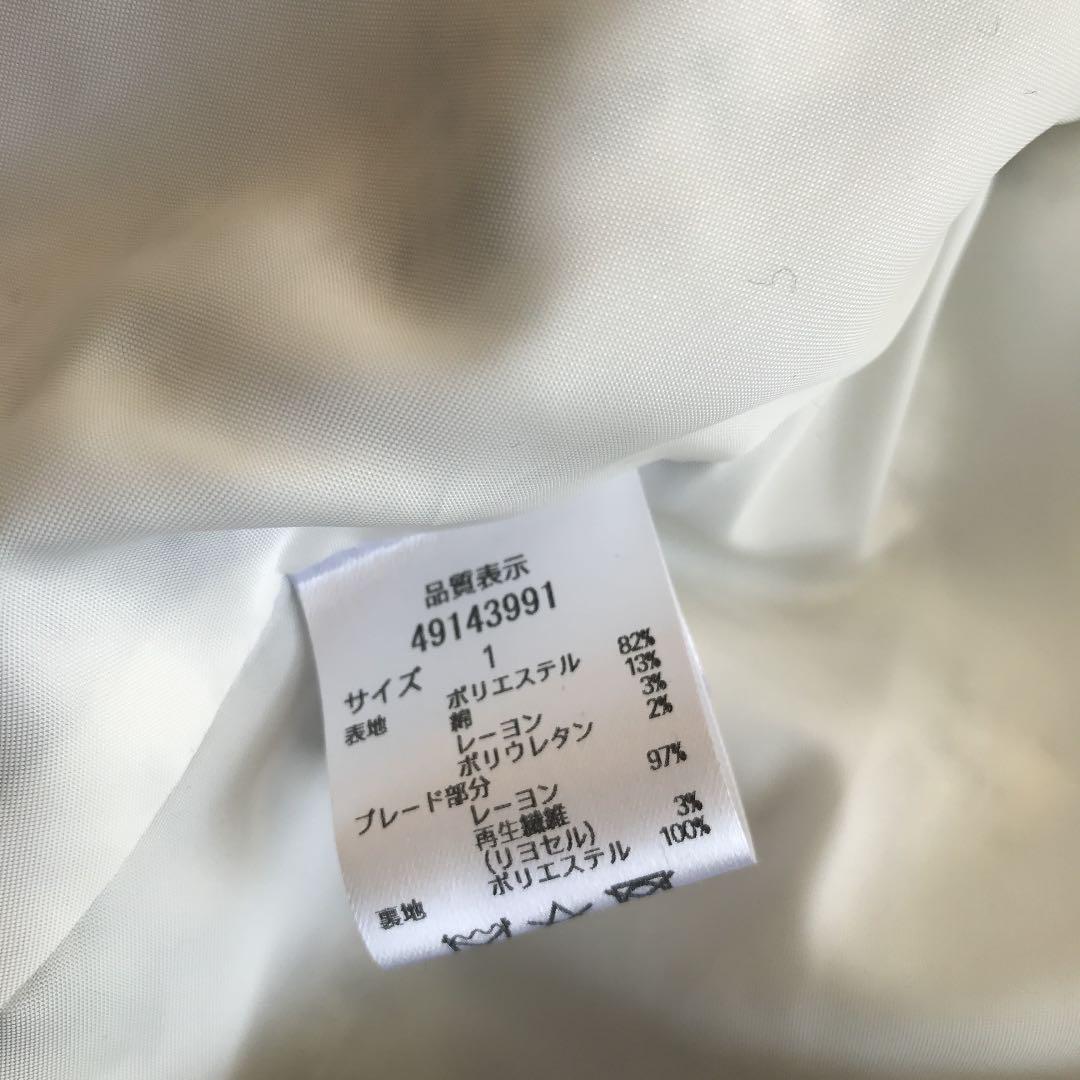 品質表示
49143991
サイズ 1
表地 ポリエステル 82%
綿 13%
レーヨン 3%
ポリウレタン 2%
ブレード部分
レーヨン 97%
再生繊維
(リヨセル) 3%
裏地 ポリエステル 100%